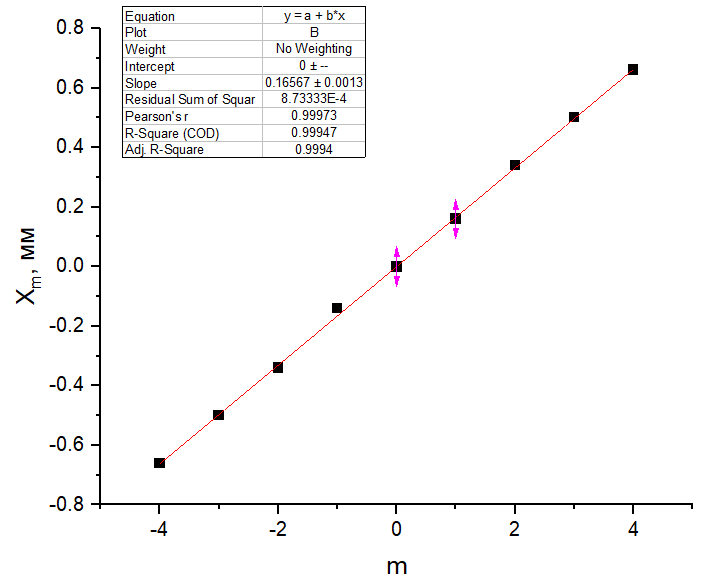 Equation y = a + b*x
Plot B
Weight No Weighting
Intercept 0 ± --
Slope 0.16567 ± 0.0013
Residual Sum of Squar 8.73333E-4
Pearson's r 0.99973
R-Square (COD) 0.99947
Adj. R-Square 0.9994
0.8
0.6
0.4
0.2
0.0
-0.2
-0.4
-0.6
-0.8
Xm, мм
-4 -2 0 2 4
m